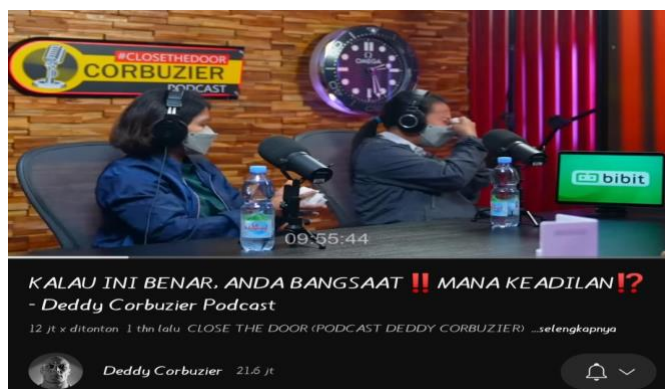 #CLOSETHEDOOR
CORBUZIER
PODCAST
OMEGA
bibit
09:55:44
KALAU INI BENAR. ANDA BANGSAAT ‼️ MANA KEADILAN⁉️
- Deddy Corbuzier Podcast
12 jt x ditonton 1 thn lalu CLOSE THE DOOR (PODCAST DEDDY CORBUZIER) ...selengkapnya
Deddy Corbuzier 21.6 jt